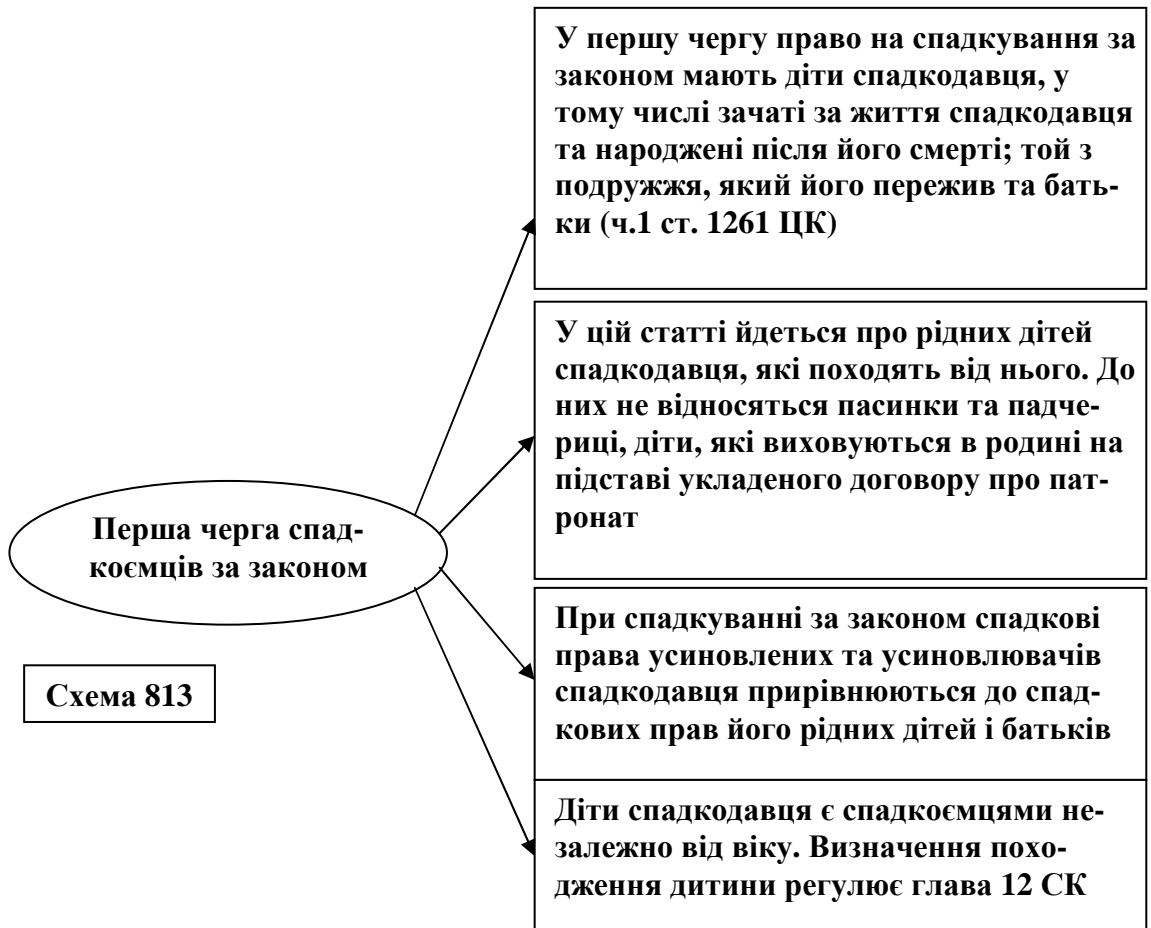 У першу чергу право на спадкування за
законом мають діти спадкодавця, у
тому числі зачаті за життя спадкодавця
та народжені після його смерті; той з
подружжя, який його пережив та бать-
ки (ч.1 ст. 1261 ЦК)
У цій статті йдеться про рідних дітей
спадкодавця, які походять від нього. До
них не відносяться пасинки та падче-
риці, діти, які виховуються в родині на
підставі укладеного договору про пат-
ронат
Перша черга спад-
коємців за законом
При спадкуванні за законом спадкові
права усиновлених та усиновлювачів
спадкодавця прирівнюються до спад-
кових прав його рідних дітей і батьків
Схема 813
Діти спадкодавця є спадкоємцями не-
залежно від віку. Визначення похо-
дження дитини регулює глава 12 СК